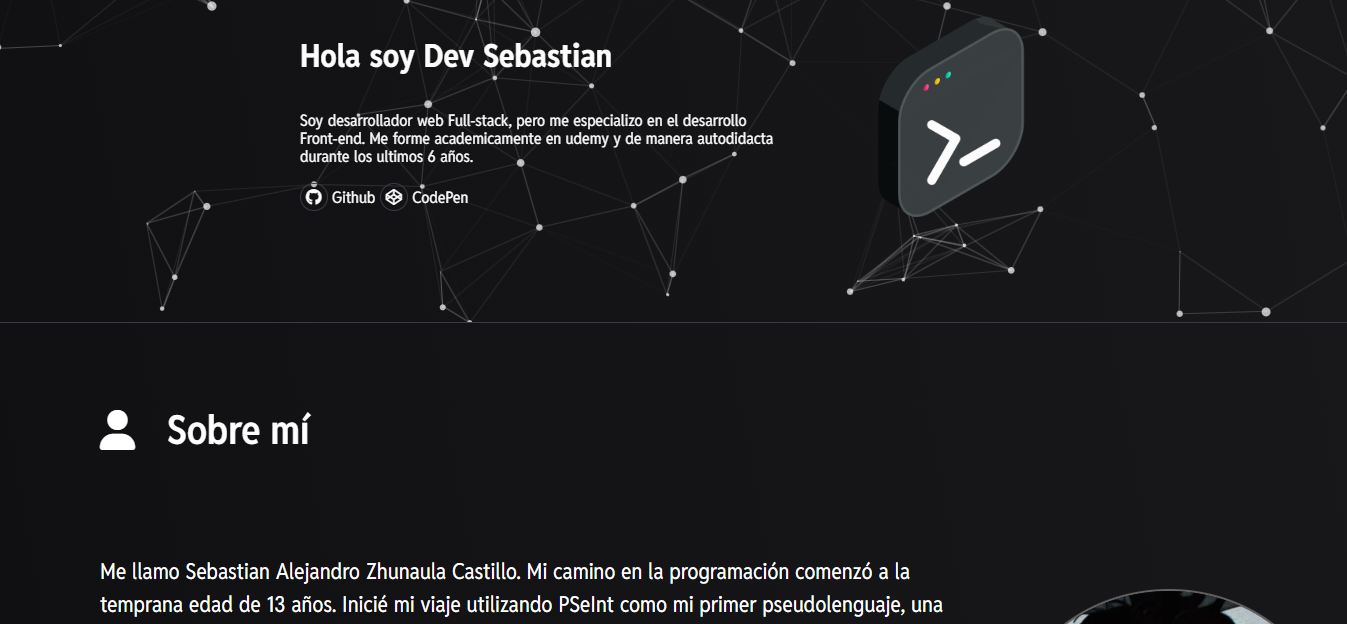 Hola soy Dev Sebastian
Soy desarrollador web Full-stack, pero me especializo en el desarrollo
Front-end. Me forme academicamente en udemy y de manera autodidacta
durante los ultimos 6 años.
Github CodePen
Sobre mí
Me llamo Sebastian Alejandro Zhunaula Castillo. Mi camino en la programación comenzó a la
temprana edad de 13 años. Inicié mi viaje utilizando PSeInt como mi primer pseudolenguaje, una